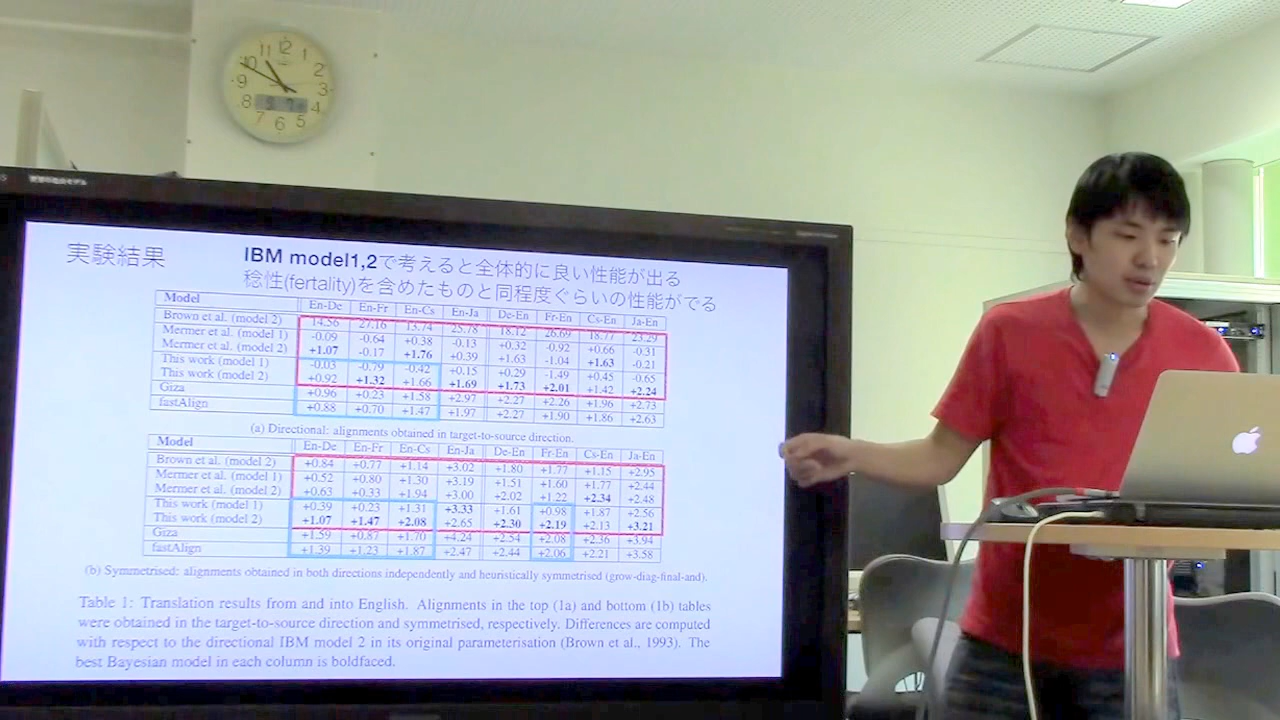 実験結果
IBM model1,2で考えると全体的に良い性能が出る
稔性(fertality)を含めたものと同程度ぐらいの性能がでる
Model En-De En-Fr En-Cs En-Ja De-En Fr-En Cs-En Ja-En
Brown et al. (model 2) 14.56 27.16 13.74 25.78 18.12 26.69 18.77 23.29
Mermer et al. (model 1) -0.09 -0.64 +0.38 -0.13 +0.32 -0.92 +0.66 -0.31
Mermer et al. (model 2) +1.07 -0.17 +1.76 +0.39 +1.63 -1.04 +1.63 -0.21
This work (model 1) -0.03 -0.79 -0.42 +0.15 +0.29 -1.49 +0.45 -0.65
This work (model 2) +0.92 +1.32 +1.66 +1.69 +1.73 +2.01 +1.42 +2.24
Giza +0.96 +0.23 +1.58 +2.97 +2.27 +2.26 +1.96 +2.73
fastAlign +0.88 +0.70 +1.47 +1.97 +2.27 +1.90 +1.86 +2.63
(a) Directional: alignments obtained in target-to-source direction.
Model En-De En-Fr En-Cs En-Ja De-En Fr-En Cs-En Ja-En
Brown et al. (model 2) +0.84 +0.77 +1.14 +3.02 +1.80 +1.77 +1.15 +2.95
Mermer et al. (model 1) +0.52 +0.80 +1.30 +3.19 +1.51 +1.60 +1.77 +2.44
Mermer et al. (model 2) +0.63 +0.33 +1.94 +3.00 +2.02 +1.22 +2.34 +2.48
This work (model 1) +0.39 +0.23 +1.31 +3.33 +1.61 +0.98 +1.87 +2.56
This work (model 2) +1.07 +1.47 +2.08 +2.65 +2.30 +2.19 +2.13 +3.21
Giza +1.59 +0.87 +1.70 +4.24 +2.54 +2.08 +2.36 +3.94
fastAlign +1.39 +1.23 +1.87 +2.47 +2.44 +2.06 +2.21 +3.58
(b) Symmetrised: alignments obtained in both directions independently and heuristically symmetrised (grow-diag-final-and).
Table 1: Translation results from and into English. Alignments in the top (1a) and bottom (1b) tables
were obtained in the target-to-source direction and symmetrised, respectively. Differences are computed
with respect to the directional IBM model 2 in its original parameterisation (Brown et al., 1993). The
best Bayesian model in each column is boldfaced.
12
11 1
10 2
9 3
8 4
7 5
6